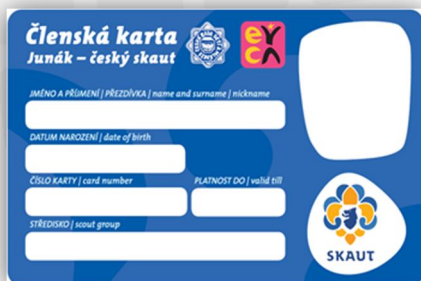 Členská karta
Junák – český skaut
eyca
JMÉNO A PŘÍJMENÍ | PŘEZDÍVKA | name and surname | nickname
DATUM NAROZENÍ | date of birth
ČÍSLO KARTY | card number
PLATNOST DO | valid till
STŘEDISKO | scout group
SKAUT